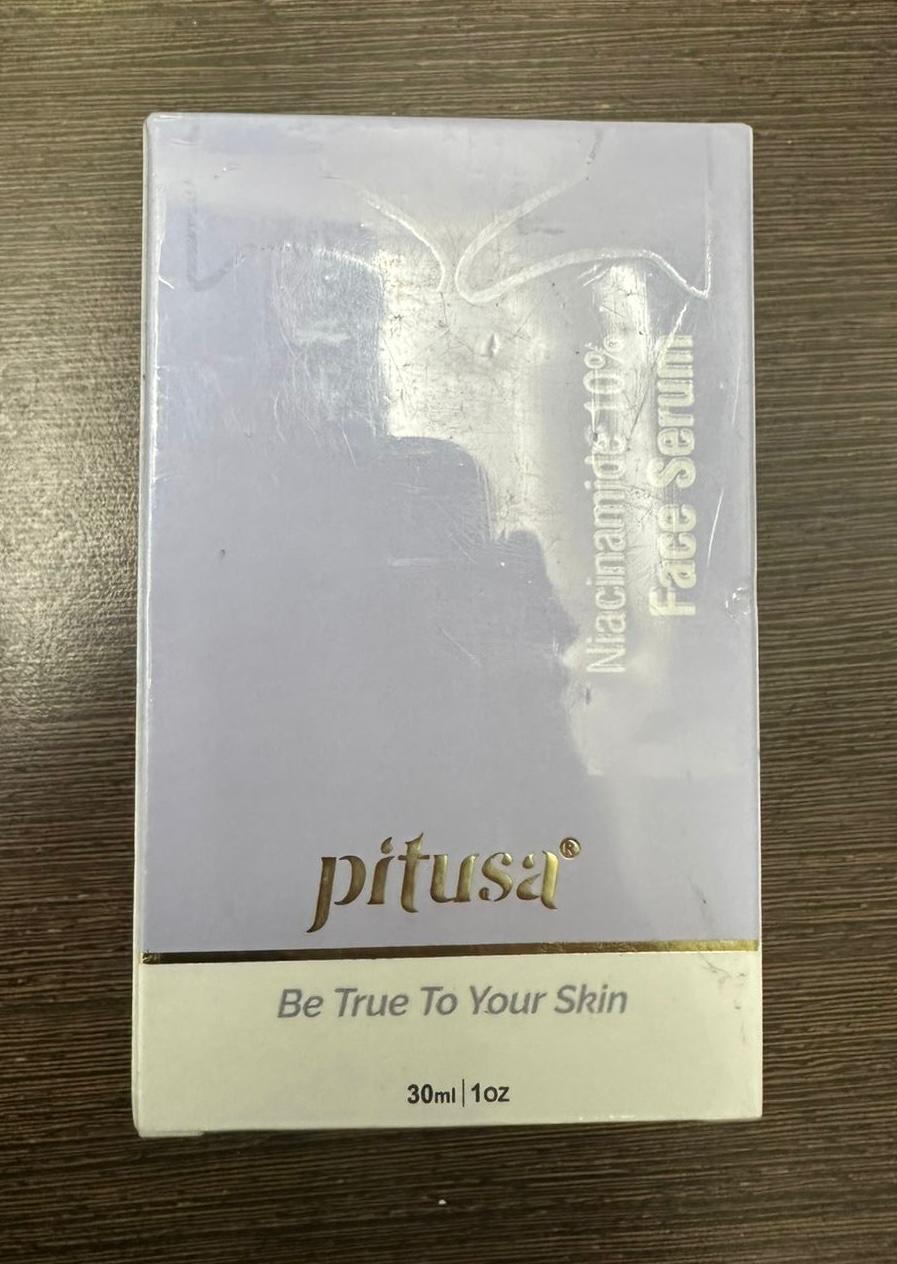 Niacinamide 10%
Face Serum
pitusa®
Be True To Your Skin
30ml|1oz